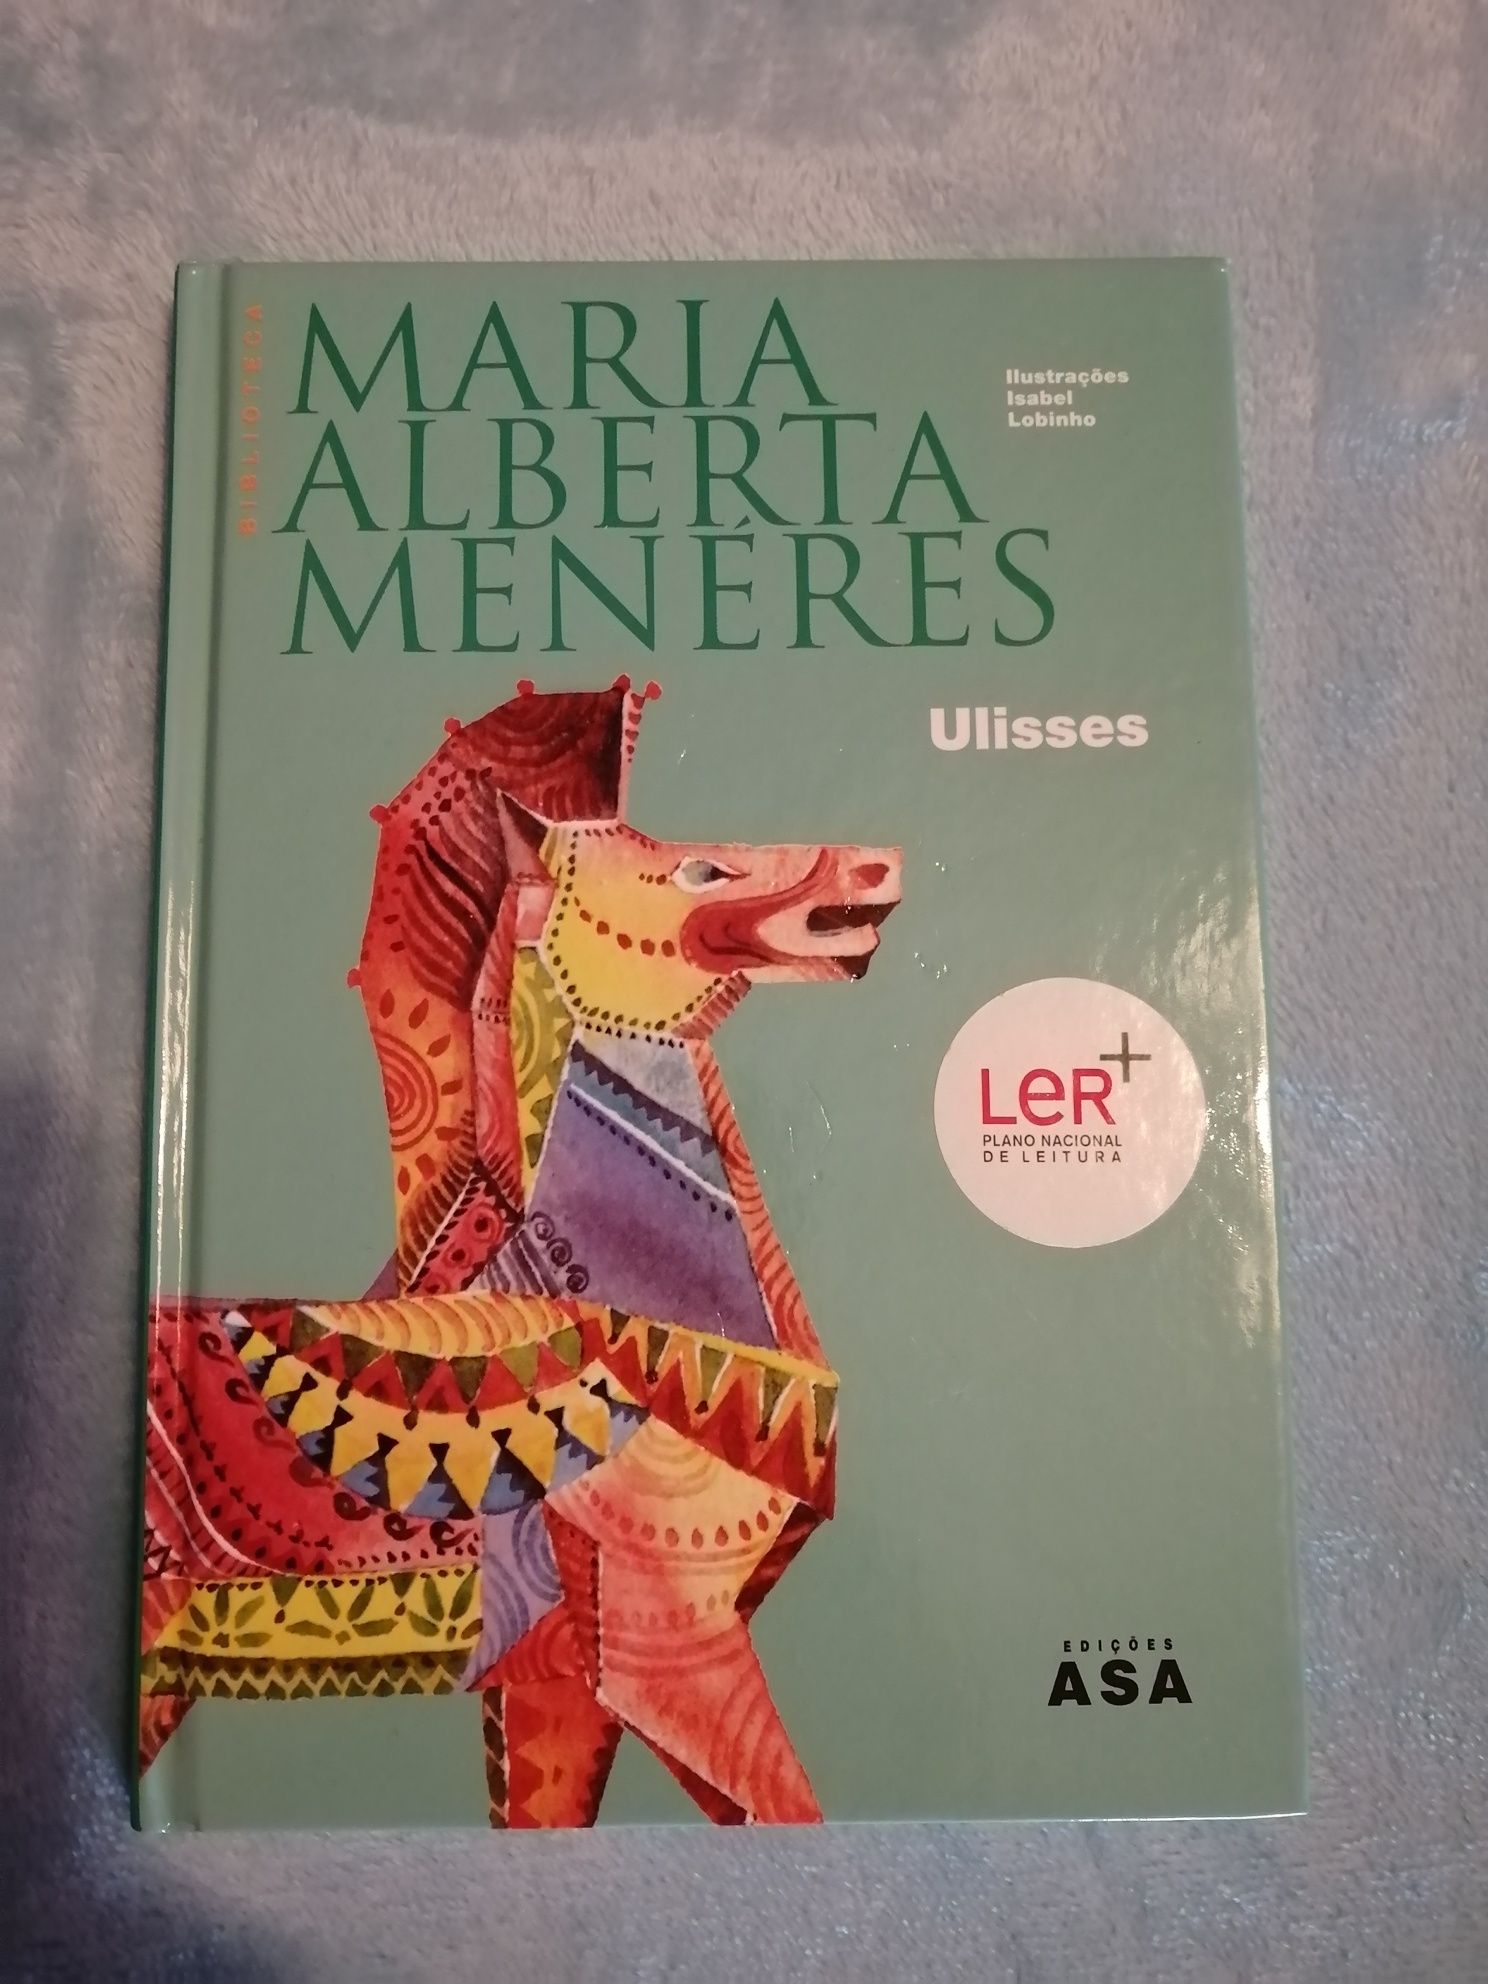 BIBLIOTECA
MARIA
ALBERTA
MENÉRES
Ilustrações
Isabel
Lobinho
Ulisses
LeR+
PLANO NACIONAL
DE LEITURA
EDIÇÕES
ASA